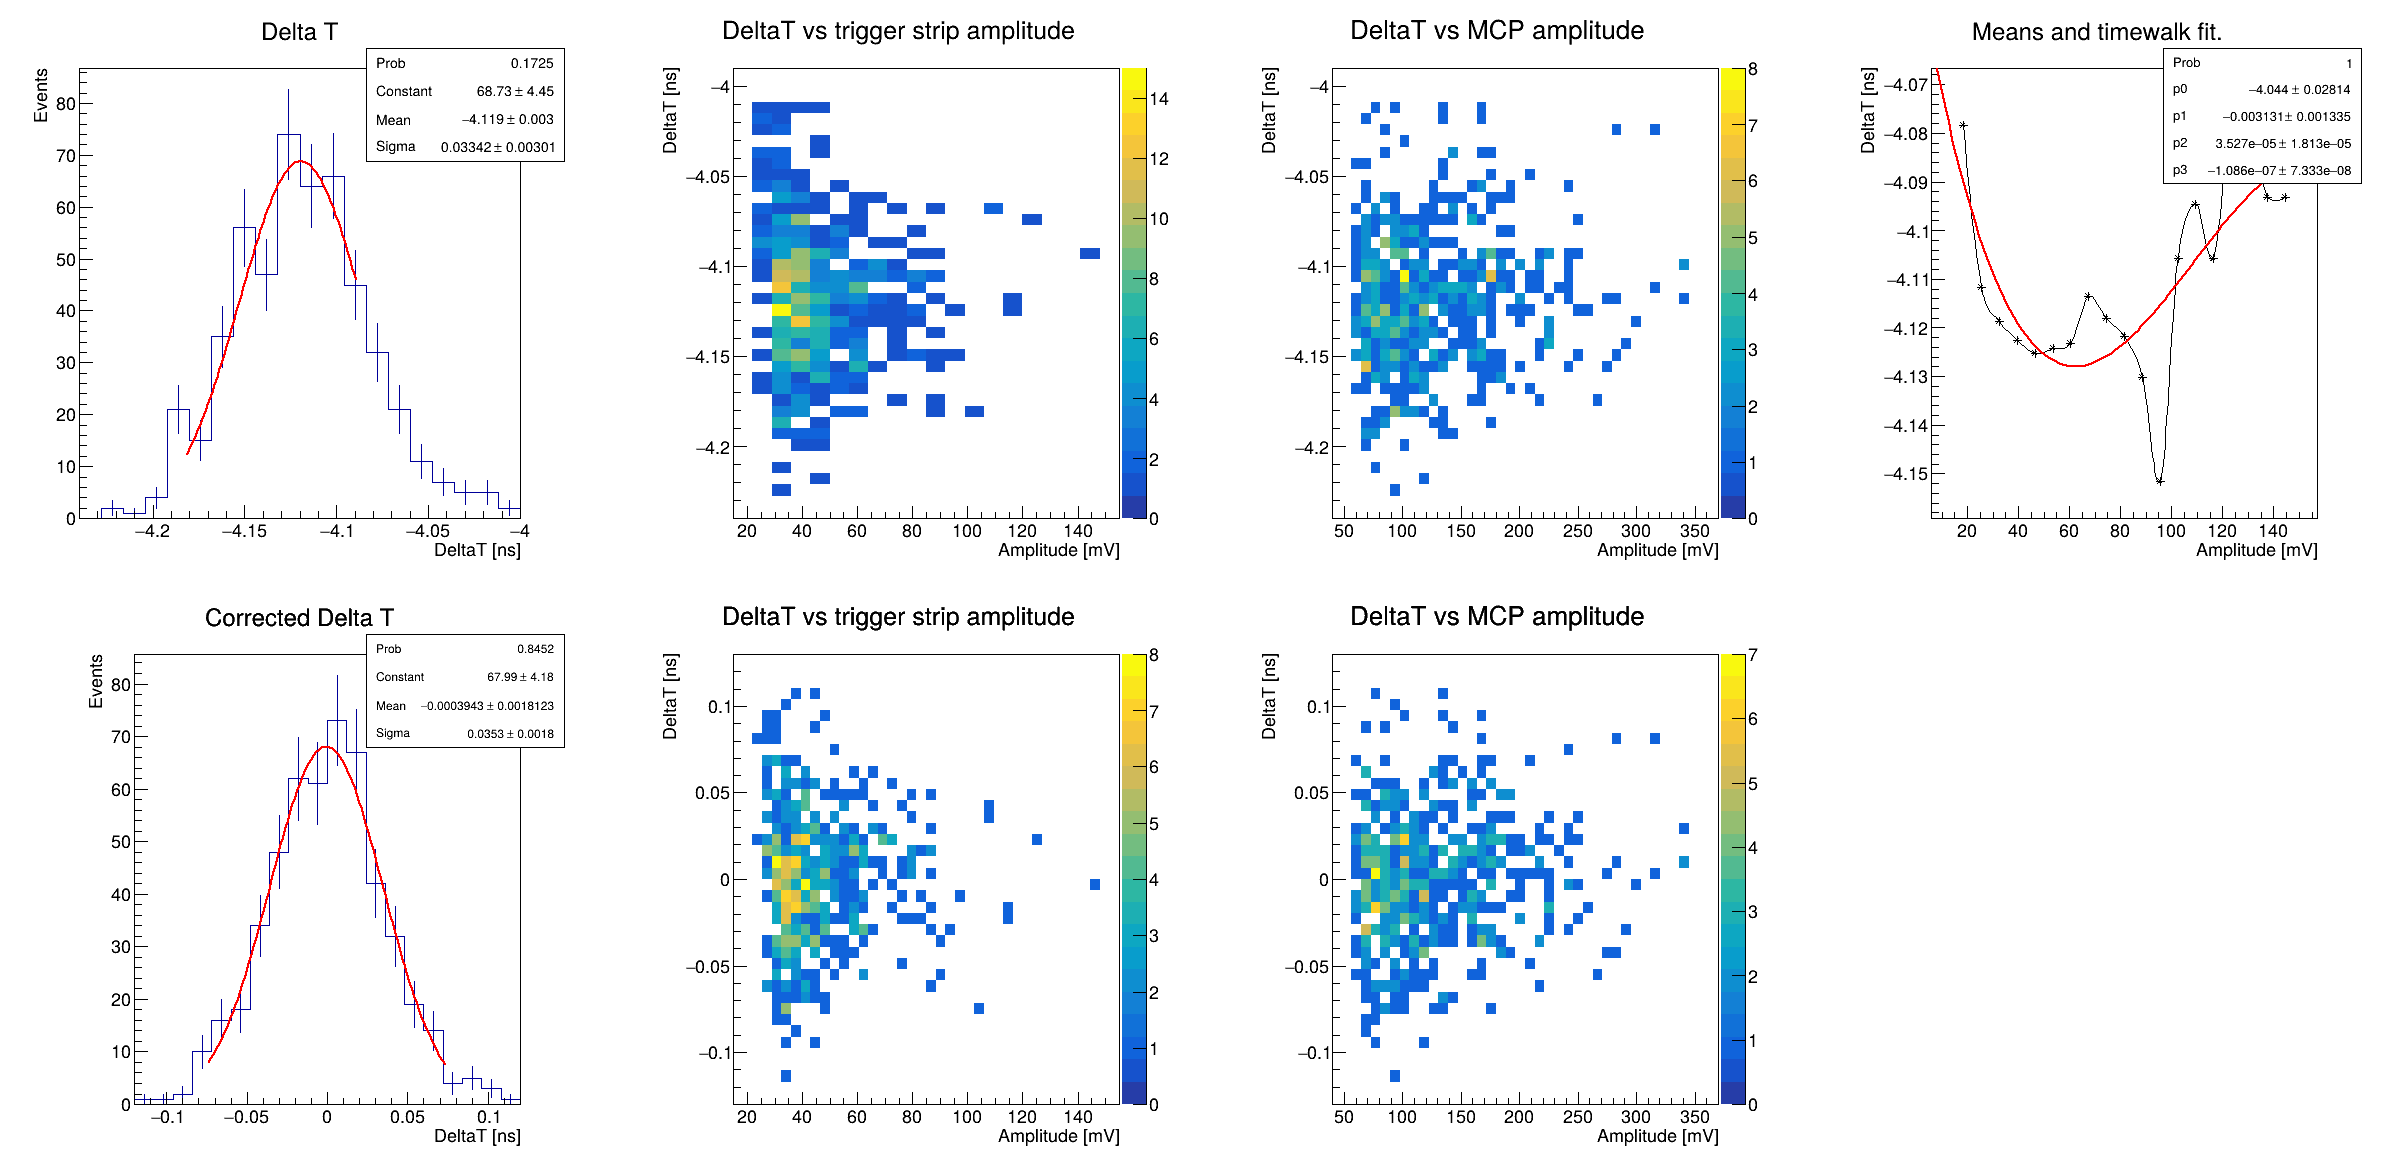 Delta T
Events
80
70
60
50
40
30
20
10
0
Prob 0.1725
Constant 68.73 ± 4.45
Mean −4.119 ± 0.003
Sigma 0.03342 ± 0.00301
−4.2 −4.15 −4.1 −4.05 −4
DeltaT [ns]
DeltaT vs trigger strip amplitude
DeltaT [ns]
−4
−4.05
−4.1
−4.15
−4.2
20 40 60 80 100 120 140
Amplitude [mV]
14
12
10
8
6
4
2
0
DeltaT vs MCP amplitude
DeltaT [ns]
−4
−4.05
−4.1
−4.15
−4.2
50 100 150 200 250 300 350
Amplitude [mV]
8
7
6
5
4
3
2
1
0
Means and timewalk fit.
DeltaT [ns]
−4.07
−4.08
−4.09
−4.1
−4.11
−4.12
−4.13
−4.14
−4.15
Prob 1
p0 −4.044 ± 0.02814
p1 −0.003131 ± 0.001335
p2 3.527e−05 ± 1.813e−05
p3 −1.086e−07 ± 7.333e−08
20 40 60 80 100 120 140
Amplitude [mV]
Corrected Delta T
Events
80
70
60
50
40
30
20
10
0
Prob 0.8452
Constant 67.99 ± 4.18
Mean −0.0003943 ± 0.0018123
Sigma 0.0353 ± 0.0018
−0.1 −0.05 0 0.05 0.1
DeltaT [ns]
DeltaT vs trigger strip amplitude
DeltaT [ns]
0.1
0.05
0
−0.05
−0.1
20 40 60 80 100 120 140
Amplitude [mV]
8
7
6
5
4
3
2
1
0
DeltaT vs MCP amplitude
DeltaT [ns]
0.1
0.05
0
−0.05
−0.1
50 100 150 200 250 300 350
Amplitude [mV]
7
6
5
4
3
2
1
0